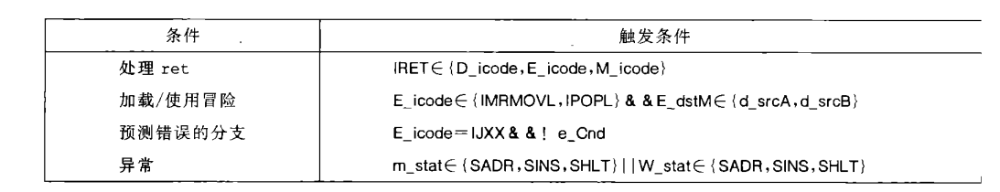 条件 触发条件
处理 ret IRET∈{D_icode,E_icode,M_icode}
加载/使用冒险 E_icode∈{IMRMOVL,IPOPL}&&E_dstM∈{d_srcA,d_srcB}
预测错误的分支 E_icode=IJXX&&!e_Cnd
异常 m_stat∈{SADR,SINS,SHLT}||W_stat∈{SADR,SINS,SHLT}